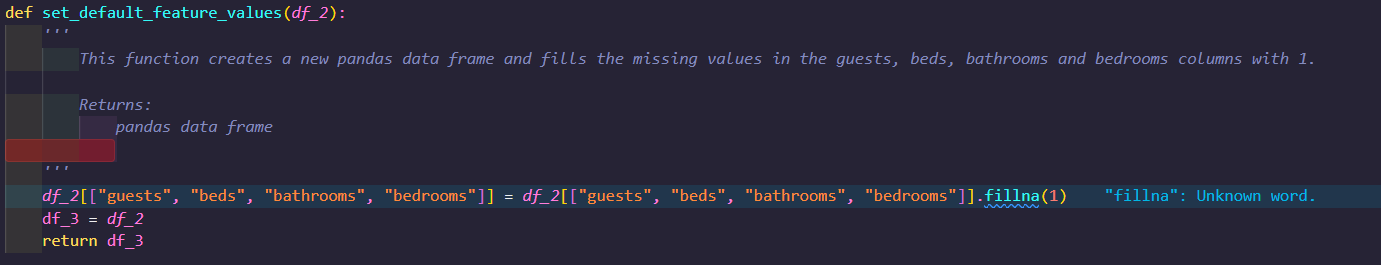 def set_default_feature_values(df_2):
    '''
        This function creates a new pandas data frame and fills the missing values in the guests, beds, bathrooms and bedrooms columns with 1.
        Returns:
            pandas data frame
    '''
    df_2[["guests", "beds", "bathrooms", "bedrooms"]] = df_2[["guests", "beds", "bathrooms", "bedrooms"]].fillna(1)    "fillna": Unknown word.
    df_3 = df_2
    return df_3